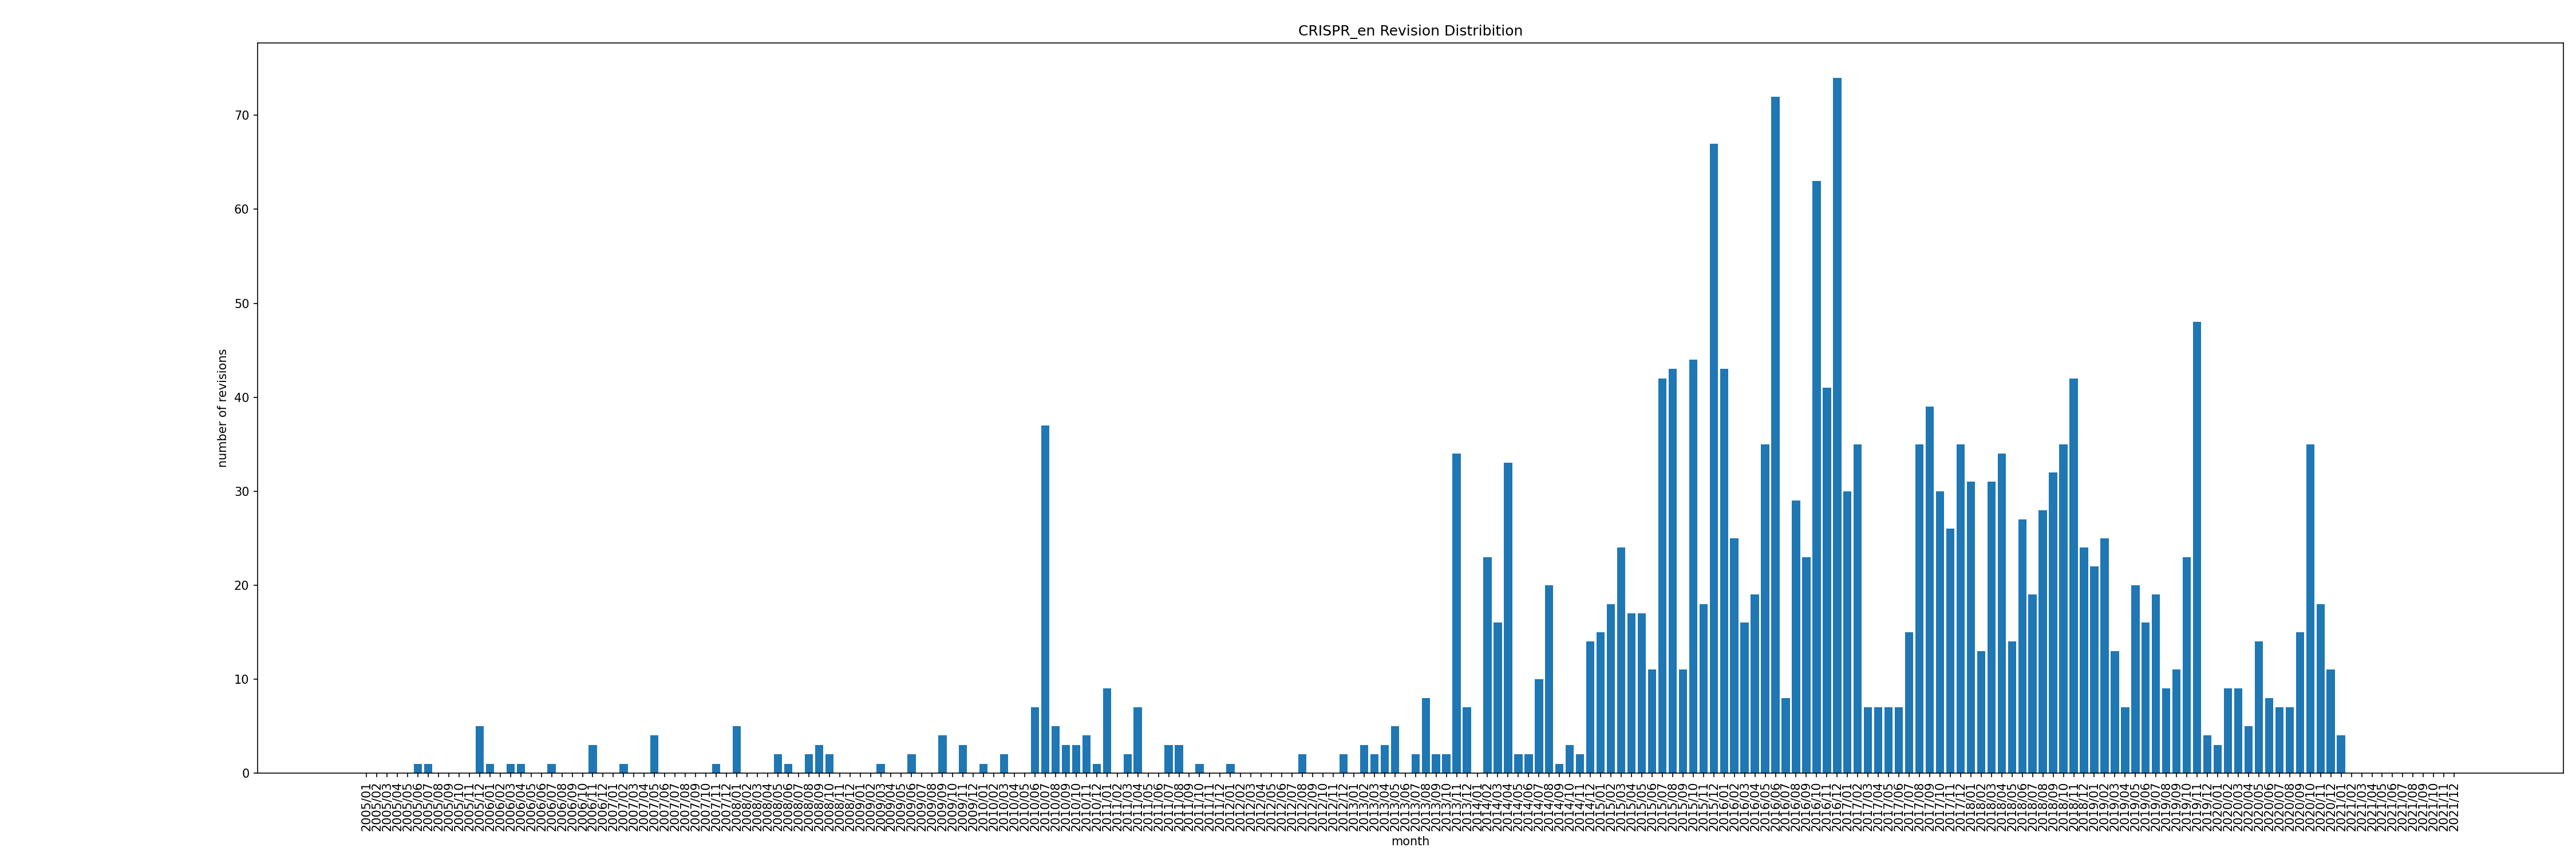 CRISPR_en Revision Distribition
number of revisions
70
60
50
40
30
20
10
0
2005/01 2005/02 2005/03 2005/04 2005/05 2005/06 2005/07 2005/08 2005/09 2005/10 2005/11 2005/12 2006/01 2006/02 2006/03 2006/04 2006/05 2006/06 2006/07 2006/08 2006/09 2006/10 2006/11 2006/12 2007/01 2007/02 2007/03 2007/04 2007/05 2007/06 2007/07 2007/08 2007/09 2007/10 2007/11 2007/12 2008/01 2008/02 2008/03 2008/04 2008/05 2008/06 2008/07 2008/08 2008/09 2008/10 2008/11 2008/12 2009/01 2009/02 2009/03 2009/04 2009/05 2009/06 2009/07 2009/08 2009/09 2009/10 2009/11 2009/12 2010/01 2010/02 2010/03 2010/04 2010/05 2010/06 2010/07 2010/08 2010/09 2010/10 2010/11 2010/12 2011/01 2011/02 2011/03 2011/04 2011/05 2011/06 2011/07 2011/08 2011/09 2011/10 2011/11 2011/12 2012/01 2012/02 2012/03 2012/04 2012/05 2012/06 2012/07 2012/08 2012/09 2012/10 2012/11 2012/12 2013/01 2013/02 2013/03 2013/04 2013/05 2013/06 2013/07 2013/08 2013/09 2013/10 2013/11 2013/12 2014/01 2014/02 2014/03 2014/04 2014/05 2014/06 2014/07 2014/08 2014/09 2014/10 2014/11 2014/12 2015/01 2015/02 2015/03 2015/04 2015/05 2015/06 2015/07 2015/08 2015/09 2015/10 2015/11 2015/12 2016/01 2016/02 2016/03 2016/04 2016/05 2016/06 2016/07 2016/08 2016/09 2016/10 2016/11 2016/12 2017/01 2017/02 2017/03 2017/04 2017/05 2017/06 2017/07 2017/08 2017/09 2017/10 2017/11 2017/12 2018/01 2018/02 2018/03 2018/04 2018/05 2018/06 2018/07 2018/08 2018/09 2018/10 2018/11 2018/12 2019/01 2019/02 2019/03 2019/04 2019/05 2019/06 2019/07 2019/08 2019/09 2019/10 2019/11 2019/12 2020/01 2020/02 2020/03 2020/04 2020/05 2020/06 2020/07 2020/08 2020/09 2020/10 2020/11 2020/12 2021/01 2021/02 2021/03 2021/04 2021/05 2021/06 2021/07 2021/08 2021/09 2021/10 2021/11 2021/12
month